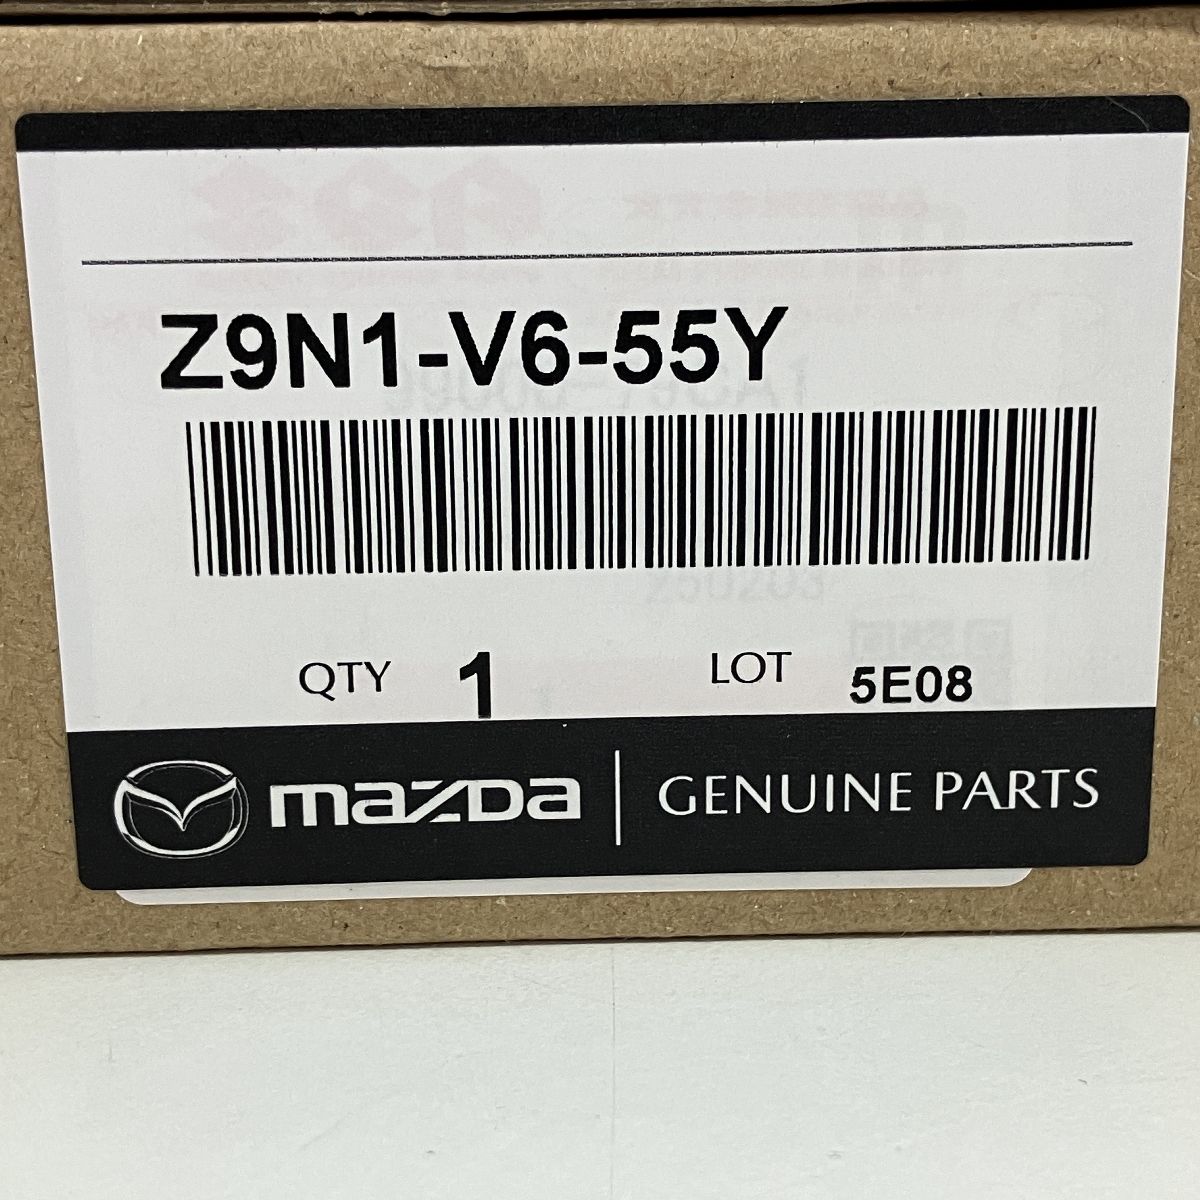 Z9N1-V6-55Y
QTY 1 LOT 5E08
mazda GENUINE PARTS